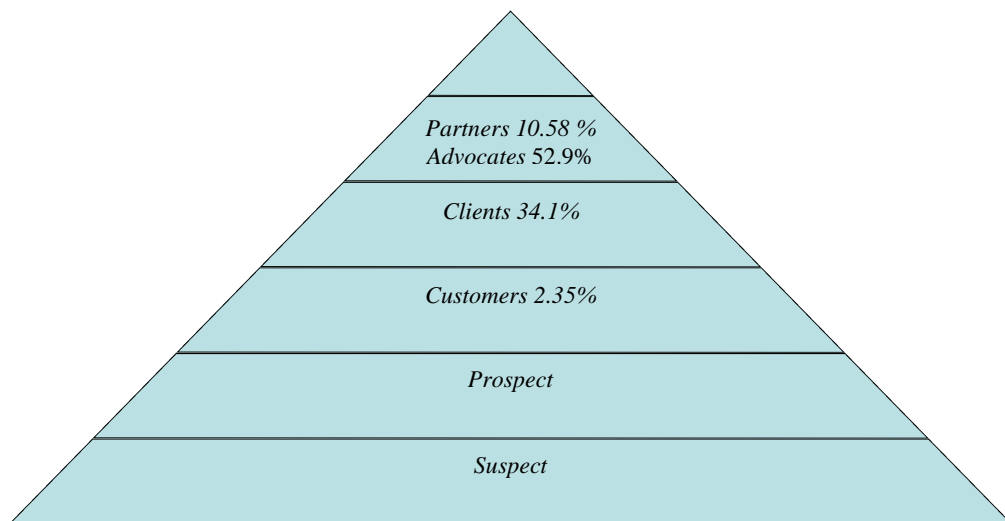 Partners 10.58 %
Advocates 52.9%
Clients 34.1%
Customers 2.35%
Prospect
Suspect